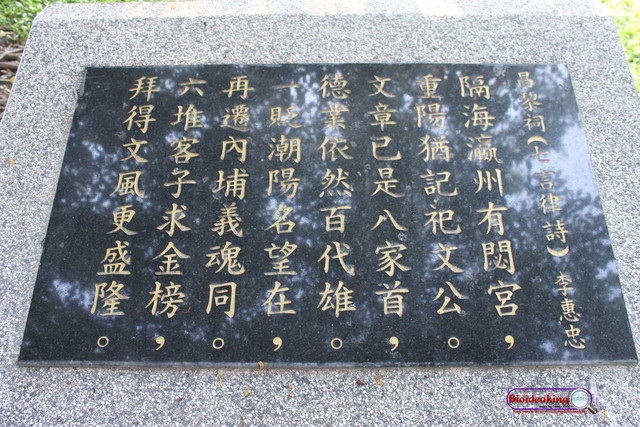 昌黎祠(七言律詩) 李惠忠
隔海瀛州有閟宮，
重陽猶記祀文公。
文章已是八家首，
德業依然百代雄。
一貶潮陽名望在，
再遷內埔義魂同。
六堆客子求金榜，
拜得文風更盛隆。
Bioideaking